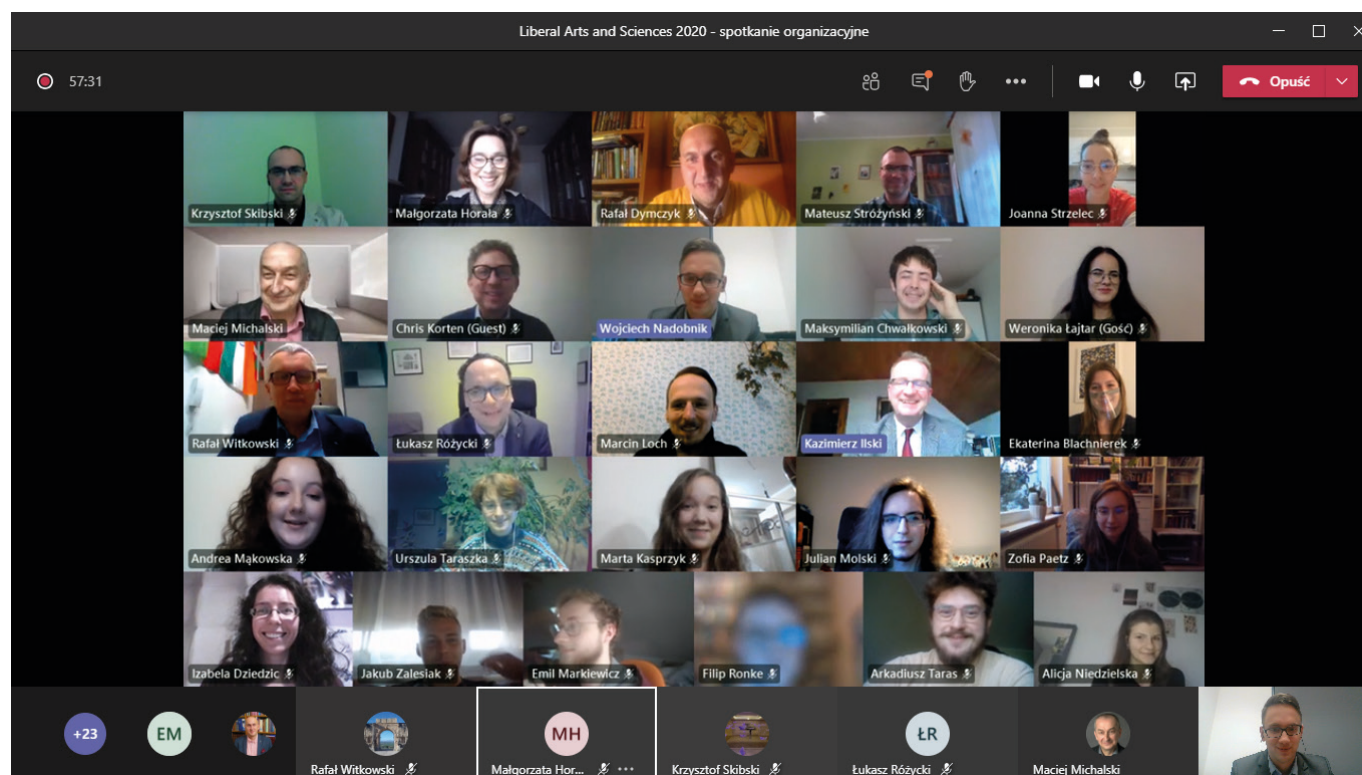 Liberal Arts and Sciences 2020 - spotkanie organizacyjne
57:31
Opuść
Krzysztof Skibski
Małgorzata Horała
Rafał Dymczyk
Mateusz Stróżyński
Joanna Strzelec
Maciej Michalski
Chris Korten (Guest)
Wojciech Nadobnik
Maksymilian Chwałkowski
Weronika Łajtar (Gość)
Rafał Witkowski
Łukasz Różycki
Marcin Loch
Kazimierz Ilski
Ekaterina Blachnierek
Andrea Mąkowska
Urszula Taraszka
Marta Kasprzyk
Julian Molski
Zofia Paetz
Izabela Dziedzic
Jakub Zalesiak
Emil Markiewicz
Filip Ronke
Arkadiusz Taras
Alicja Niedzielska
+23
EM
MH
ŁR
Rafał Witkowski
Małgorzata Hor...
Krzysztof Skibski
Łukasz Różycki
Maciej Michalski